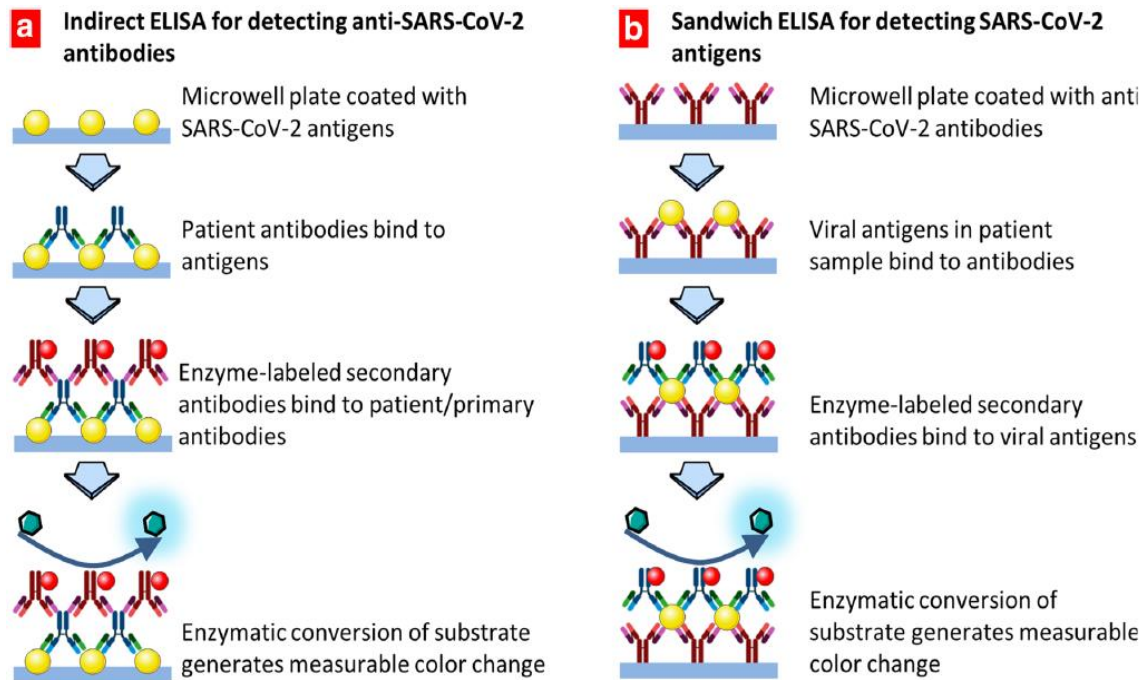 a
Indirect ELISA for detecting anti-SARS-CoV-2
antibodies
Microwell plate coated with
SARS-CoV-2 antigens
Patient antibodies bind to
antigens
Enzyme-labeled secondary
antibodies bind to patient/primary
antibodies
Enzymatic conversion of substrate
generates measurable color change
b
Sandwich ELISA for detecting SARS-CoV-2
antigens
Microwell plate coated with anti
SARS-CoV-2 antibodies
Viral antigens in patient
sample bind to antibodies
Enzyme-labeled secondary
antibodies bind to viral antigens
Enzymatic conversion of
substrate generates measurable
color change